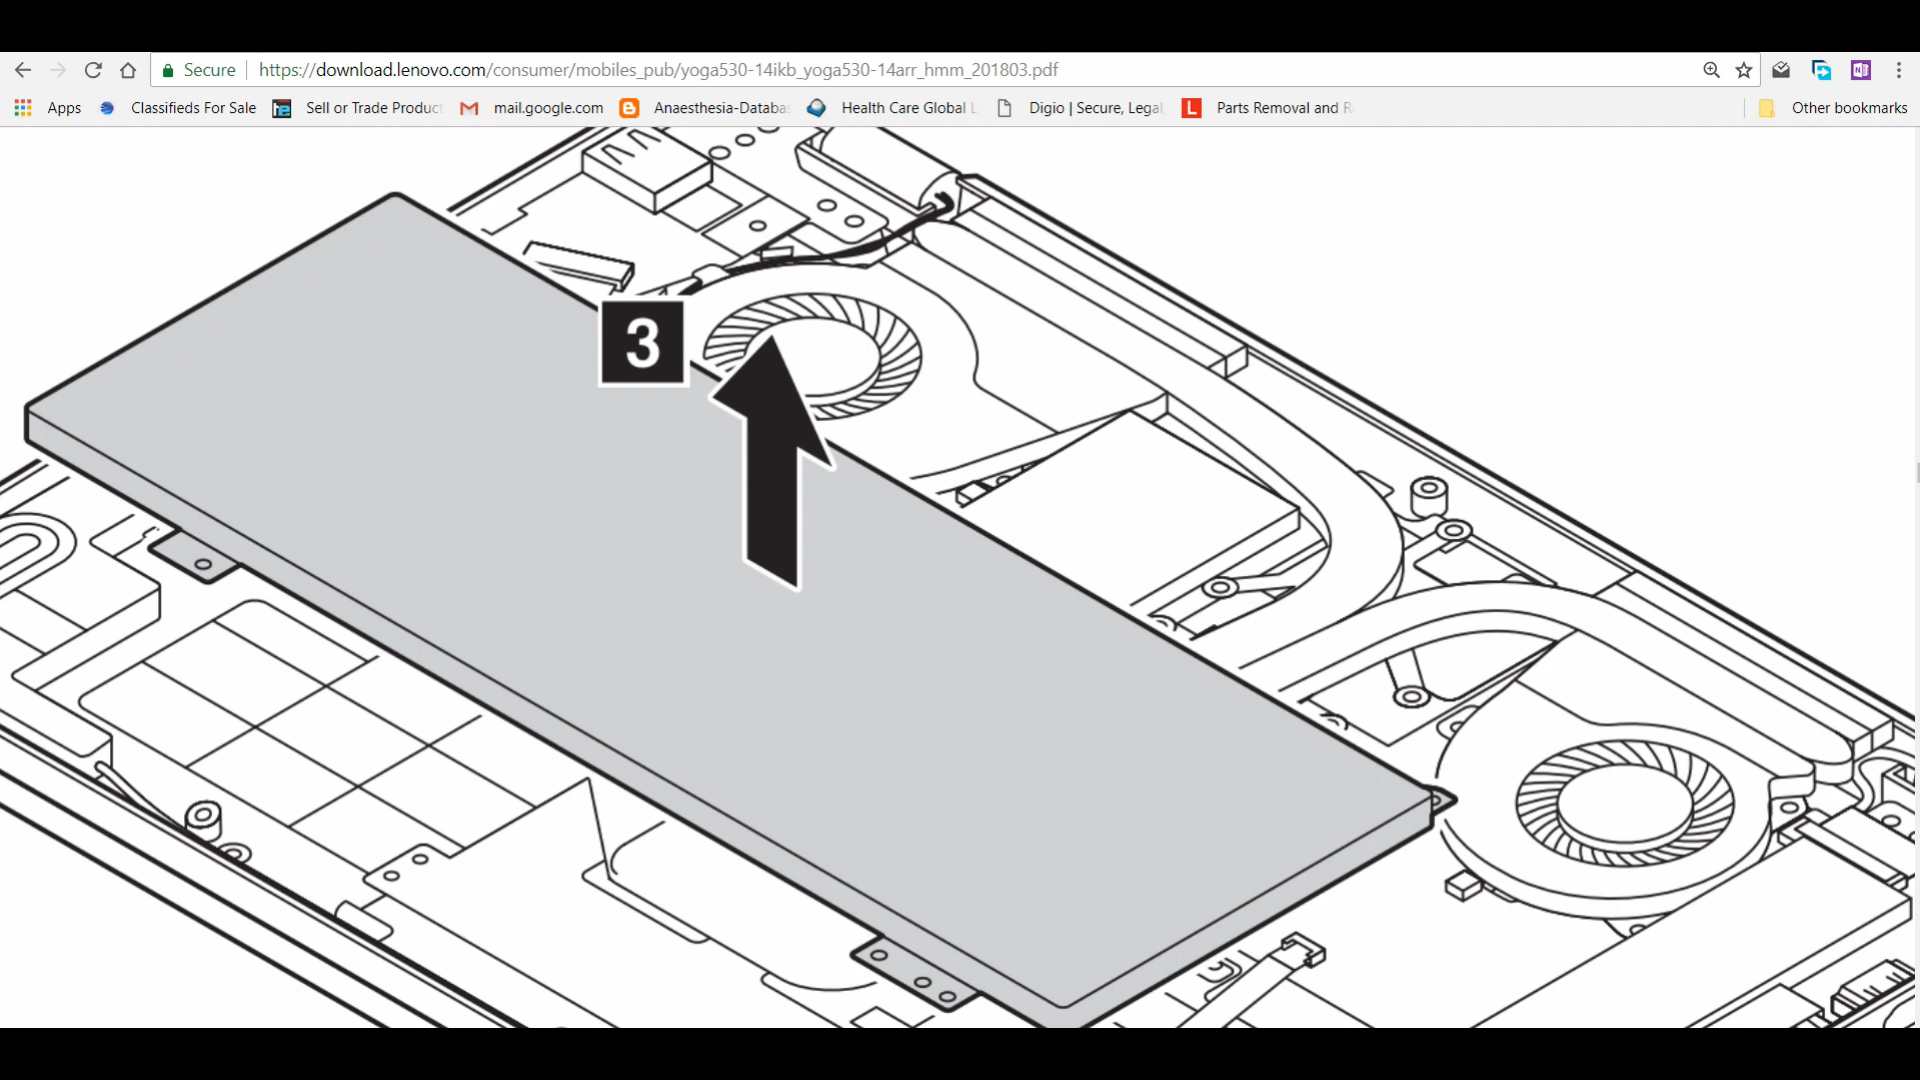 Secure https://download.lenovo.com/consumer/mobiles_pub/yoga530-14ikb_yoga530-14arr_hmm_201803.pdf
Apps Classifieds For Sale Sell or Trade Product mail.google.com Anaesthesia-Databas Health Care Global Digio | Secure, Legal, L Parts Removal and R Other bookmarks
3